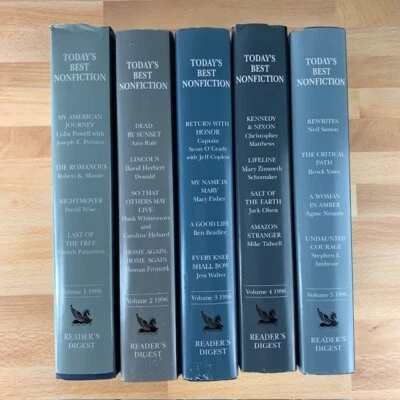 TODAY'S
BEST
NONFICTION
MY AMERICAN
JOURNEY
Colin Powell with
Joseph E. Persico
THE ROMANOVS
Robert K. Massie
NIGHTMOVER
David Wise
LAST OF
THE FREE
Gareth Patterson
Volume 1 1996
READER'S
DIGEST
TODAY'S
BEST
NONFICTION
DEAD
BY SUNSET
Ann Rule
LINCOLN
David Herbert
Donald
SO THAT
OTHERS MAY
LIVE
Hank Whittemore
and
Caroline Hebard
HOME AGAIN,
HOME AGAIN
Thomas Froncek
Volume 2 1996
READER'S
DIGEST
TODAY'S
BEST
NONFICTION
RETURN WITH
HONOR
Captain
Scott O'Grady
with Jeff Coplon
MY NAME IS
MARY
Mary Fisher
A GOOD LIFE
Ben Bradlee
EVERY KNEE
SHALL BOW
Jess Walter
Volume 3 1996
READER'S
DIGEST
TODAY'S
BEST
NONFICTION
KENNEDY
& NIXON
Christopher
Matthews
LIFELINE
Mary Zimmeth
Schomaker
SALT OF THE
EARTH
Jack Olsen
AMAZON
STRANGER
Mike Tidwell
Volume 4 1996
READER'S
DIGEST
TODAY'S
BEST
NONFICTION
REWRITES
Neil Simon
THE CRITICAL
PATH
Brock Yates
A WOMAN
IN AMBER
Agate Nesaule
UNDAUNTED
COURAGE
Stephen E.
Ambrose
Volume 5 1996
READER'S
DIGEST